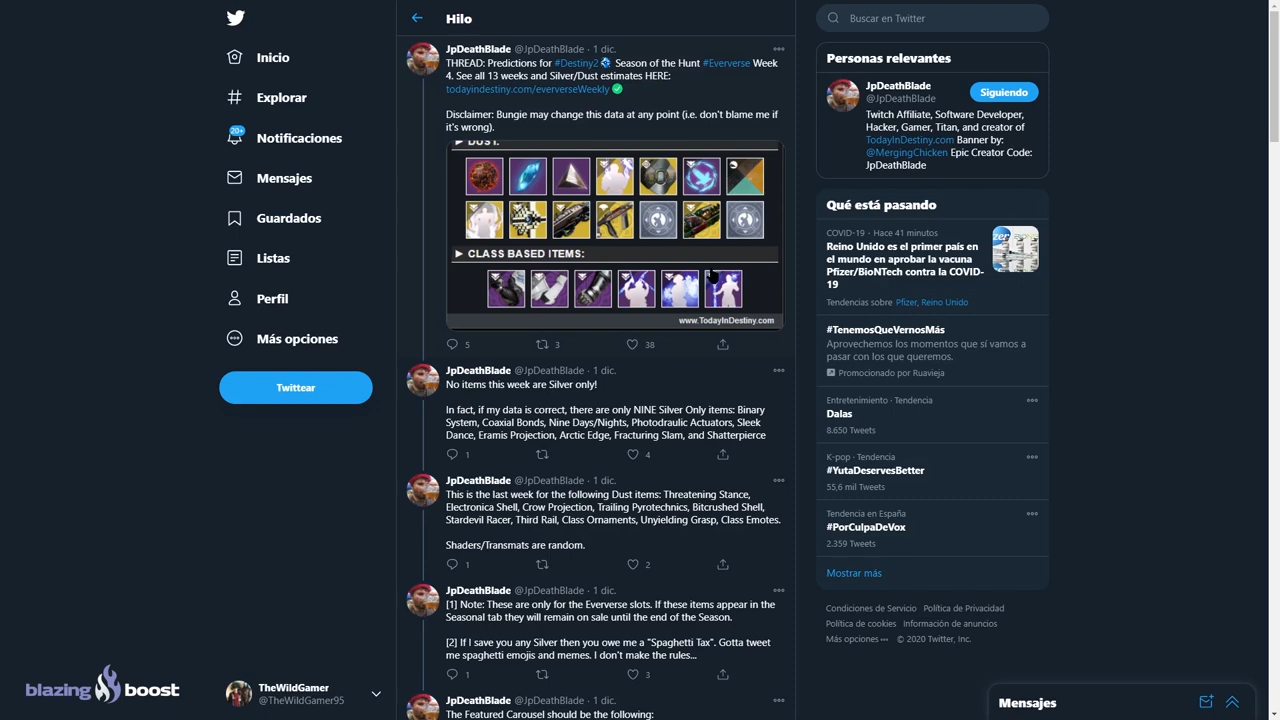 Inicio
Explorar
20+
Notificaciones
Mensajes
Guardados
Listas
Perfil
Más opciones
Twittear
blazing boost
TheWildGamer
@TheWildGamer95
Hilo
JpDeathBlade @JpDeathBlade · 1 dic.
THREAD: Predictions for #Destiny2 Season of the Hunt #Eververse Week
4. See all 13 weeks and Silver/Dust estimates HERE:
todayindestiny.com/eververseWeekly
Disclaimer: Bungie may change this data at any point (i.e. don't blame me if
it's wrong).
DUST:
CLASS BASED ITEMS:
www.TodayInDestiny.com
5 3 38
JpDeathBlade @JpDeathBlade · 1 dic.
No items this week are Silver only!
In fact, if my data is correct, there are only NINE Silver Only items: Binary
System, Coaxial Bonds, Nine Days/Nights, Photodraulic Actuators, Sleek
Dance, Eramis Projection, Arctic Edge, Fracturing Slam, and Shatterpierce
1 4
JpDeathBlade @JpDeathBlade · 1 dic.
This is the last week for the following Dust items: Threatening Stance,
Electronica Shell, Crow Projection, Trailing Pyrotechnics, Bitcrushed Shell,
Stardevil Racer, Third Rail, Class Ornaments, Unyielding Grasp, Class Emotes.
Shaders/Transmats are random.
1 2
JpDeathBlade @JpDeathBlade · 1 dic.
[1] Note: These are only for the Eververse slots. If these items appear in the
Seasonal tab they will remain on sale until the end of the Season.
[2] If I save you any Silver then you owe me a "Spaghetti Tax". Gotta tweet
me spaghetti emojis and memes. I don't make the rules...
1 3
JpDeathBlade @JpDeathBlade · 1 dic.
The Featured Carousel should be the following:
Buscar en Twitter
Personas relevantes
JpDeathBlade
@JpDeathBlade
Siguiendo
Twitch Affiliate, Software Developer,
Hacker, Gamer, Titan, and creator of
TodayInDestiny.com Banner by:
@MergingChicken Epic Creator Code:
JpDeathBlade
Qué está pasando
COVID-19 · Hace 41 minutos
Reino Unido es el primer país en
el mundo en aprobar la vacuna
Pfizer/BioNTech contra la COVID-
19
Tendencias sobre Pfizer, Reino Unido
#TenemosQueVernosMás
Aprovechemos los momentos que sí vamos a
pasar con los que queremos.
Promocionado por Ruavieja
Entretenimiento · Tendencia
Dalas
8.650 Tweets
K-pop · Tendencia
#YutaDeservesBetter
55,6 mil Tweets
Tendencia en España
#PorCulpaDeVox
2.359 Tweets
Mostrar más
Condiciones de Servicio Política de Privacidad
Política de cookies Información de anuncios
Más opciones © 2020 Twitter, Inc.
Mensajes